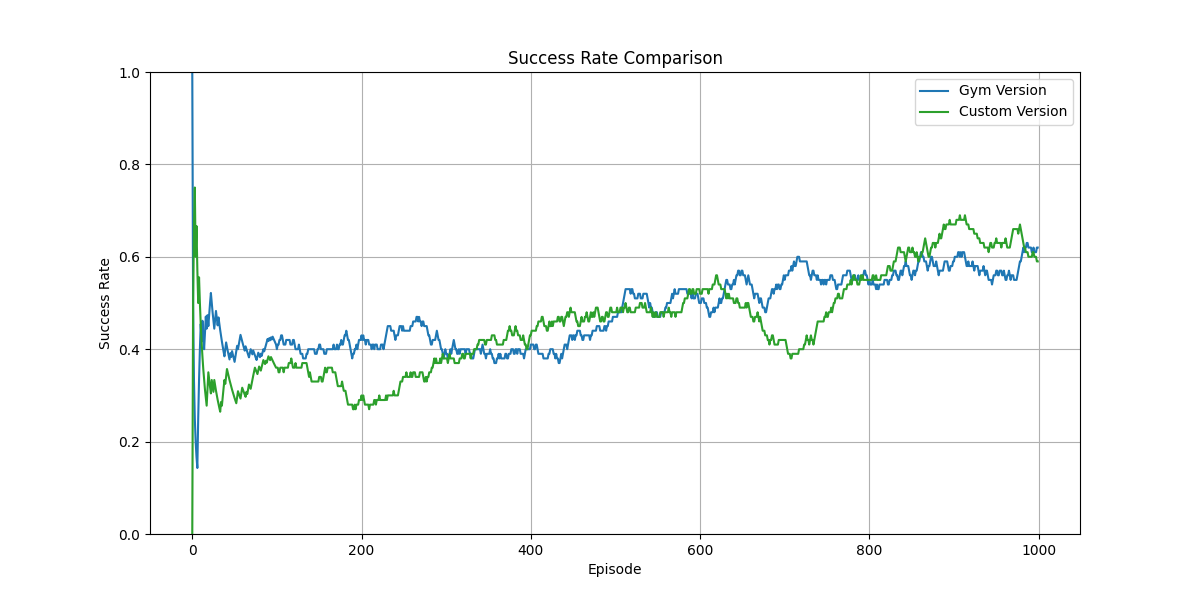 Success Rate Comparison
Gym Version
Custom Version
Success Rate
1.0
0.8
0.6
0.4
0.2
0.0
0 200 400 600 800 1000
Episode